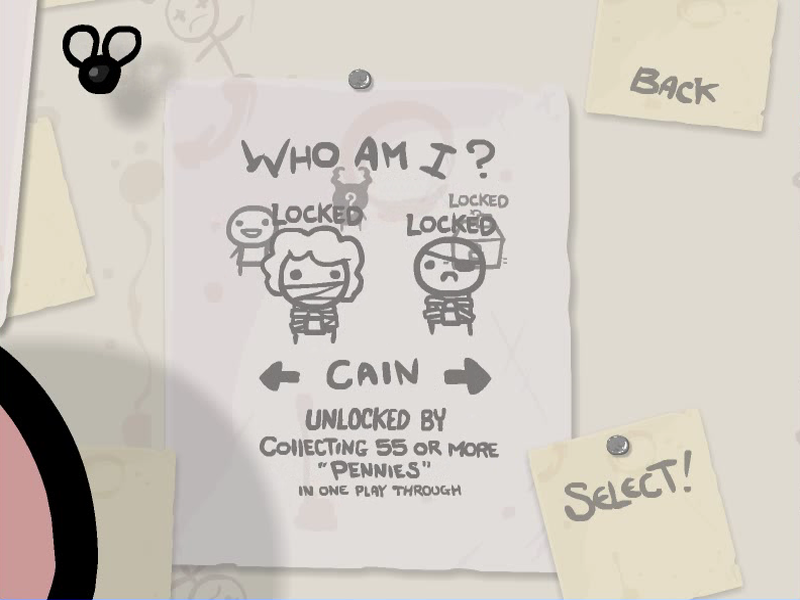 BACK
WHO AM I?
?
LOCKED
LOCKED
LOCKED
CAIN
UNLOCKED BY
COllECTING 55 OR MORE
"PENNIES"
IN ONE PLAY THROUGH
SELECT!